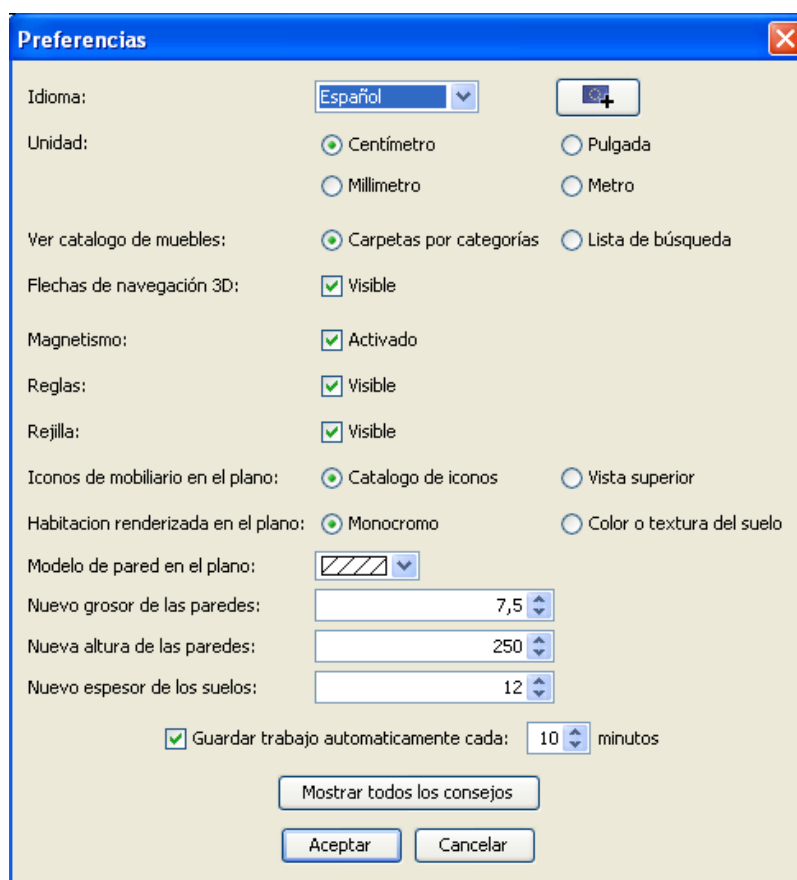 Preferencias
Idioma: Español
Unidad: Centímetro Pulgada
Millimetro Metro
Ver catalogo de muebles: Carpetas por categorías Lista de búsqueda
Flechas de navegación 3D: Visible
Magnetismo: Activado
Reglas: Visible
Rejilla: Visible
Iconos de mobiliario en el plano: Catalogo de iconos Vista superior
Habitacion renderizada en el plano: Monocromo Color o textura del suelo
Modelo de pared en el plano:
Nuevo grosor de las paredes: 7,5
Nueva altura de las paredes: 250
Nuevo espesor de los suelos: 12
Guardar trabajo automaticamente cada: 10 minutos
Mostrar todos los consejos
Aceptar Cancelar